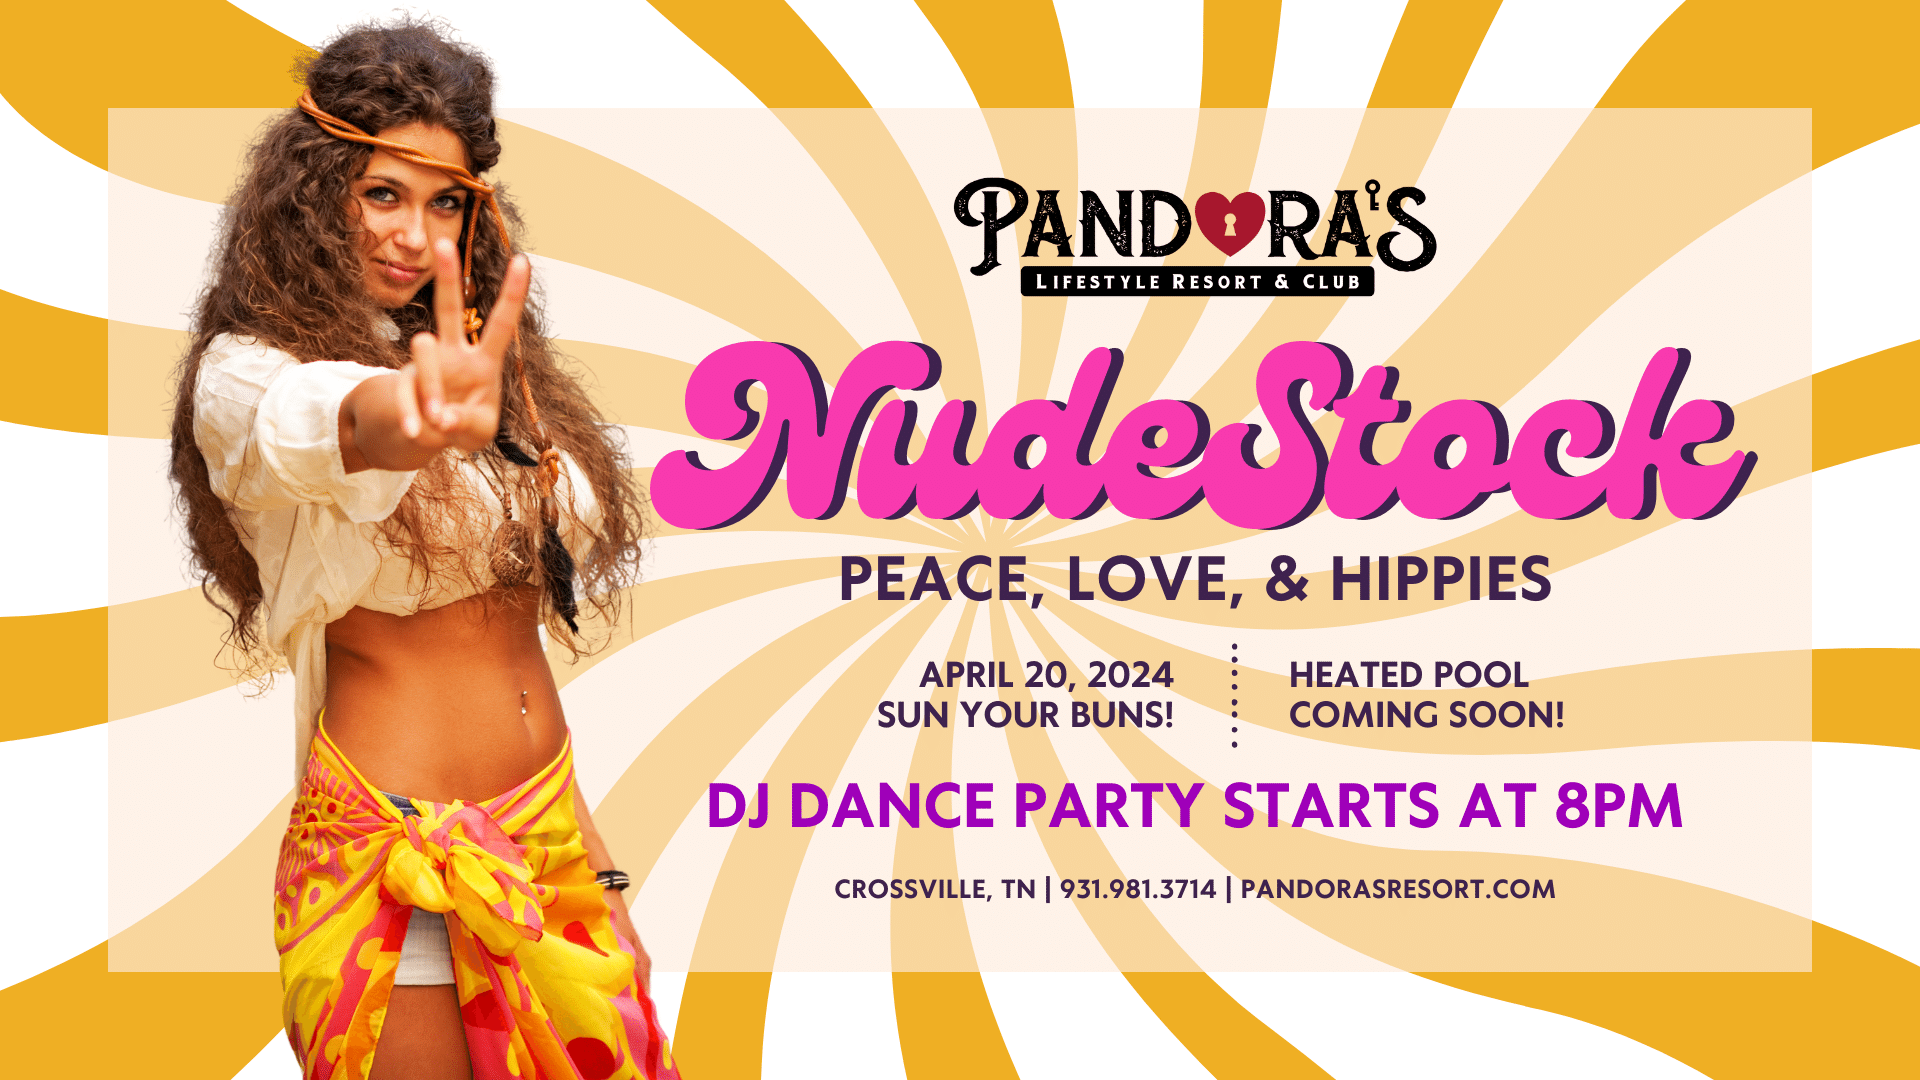 PANDORA'S
LIFESTYLE RESORT & CLUB
NudeStock
PEACE, LOVE, & HIPPIES
APRIL 20, 2024
SUN YOUR BUNS!
HEATED POOL
COMING SOON!
DJ DANCE PARTY STARTS AT 8PM
CROSSVILLE, TN | 931.981.3714 | PANDORASRESORT.COM